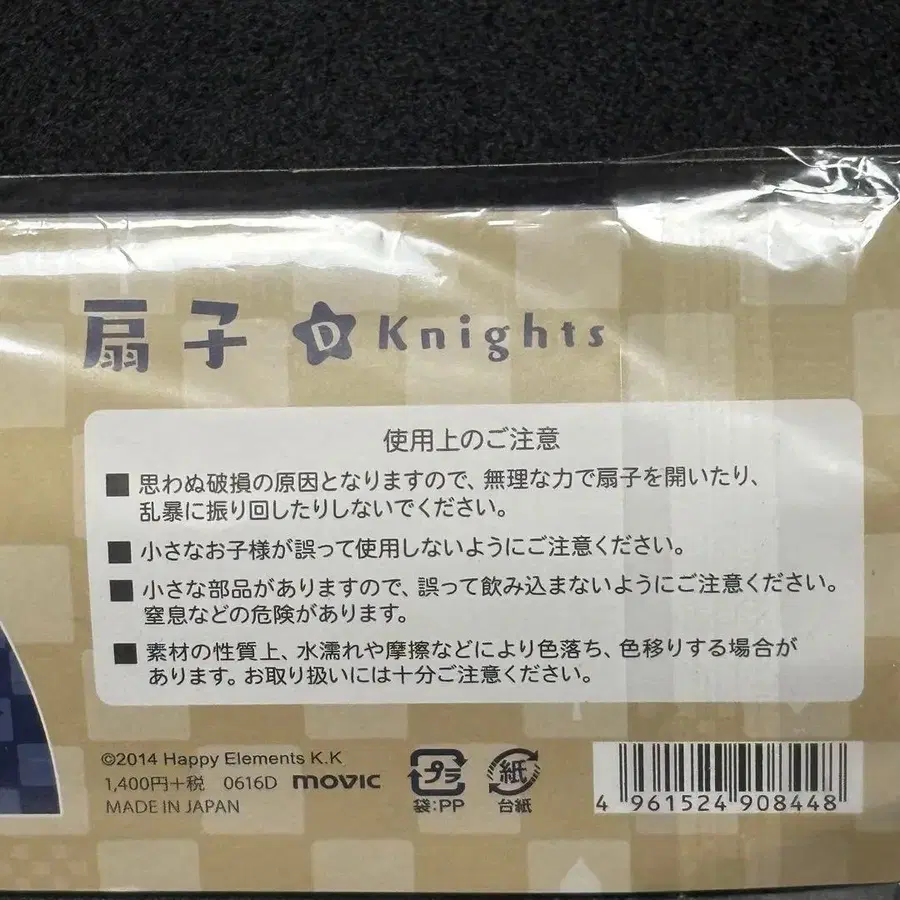 扇子 D Knights
使用上のご注意
■ 思わぬ破損の原因となりますので、無理な力で扇子を開いたり、
乱暴に振り回したりしないでください。
■ 小さなお子様が誤って使用しないようにご注意ください。
■ 小さな部品がありますので、誤って飲み込まないようにご注意ください。
窒息などの危険があります。
■ 素材の性質上、水濡れや摩擦などにより色落ち、色移りする場合が
あります。お取り扱いには十分ご注意ください。
©2014 Happy Elements K.K
1,400円+税 0616D movic
MADE IN JAPAN
プラ
袋:PP
紙
台紙
4 961524 908448